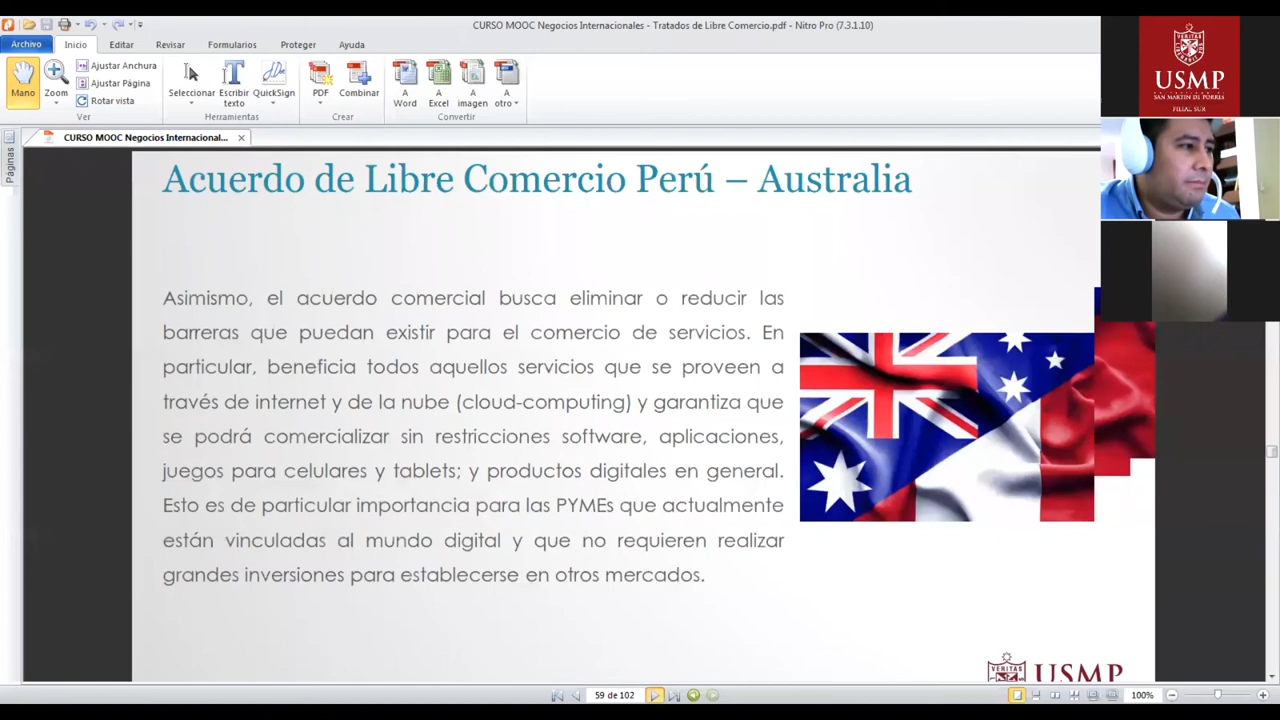 CURSO MOOC Negocios Internacionales - Tratados de Libre Comercio.pdf - Nitro Pro (7.3.1.10)
Archivo Inicio Editar Revisar Formularios Proteger Ayuda
Mano
Zoom
Ajustar Anchura
Ajustar Página
Rotar vista
Ver
Seleccionar
Escribir texto
QuickSign
Herramientas
PDF
Combinar
Crear
A Word
A Excel
A imagen
A otro
Convertir
CURSO MOOC Negocios Internacional...
Páginas
VERITAS
USMP
SAN MARTIN DE PORRES
FILIAL SUR
Acuerdo de Libre Comercio Perú – Australia
Asimismo, el acuerdo comercial busca eliminar o reducir las
barreras que puedan existir para el comercio de servicios. En
particular, beneficia todos aquellos servicios que se proveen a
través de internet y de la nube (cloud-computing) y garantiza que
se podrá comercializar sin restricciones software, aplicaciones,
juegos para celulares y tablets; y productos digitales en general.
Esto es de particular importancia para las PYMEs que actualmente
están vinculadas al mundo digital y que no requieren realizar
grandes inversiones para establecerse en otros mercados.
USMP
59 de 102
100%